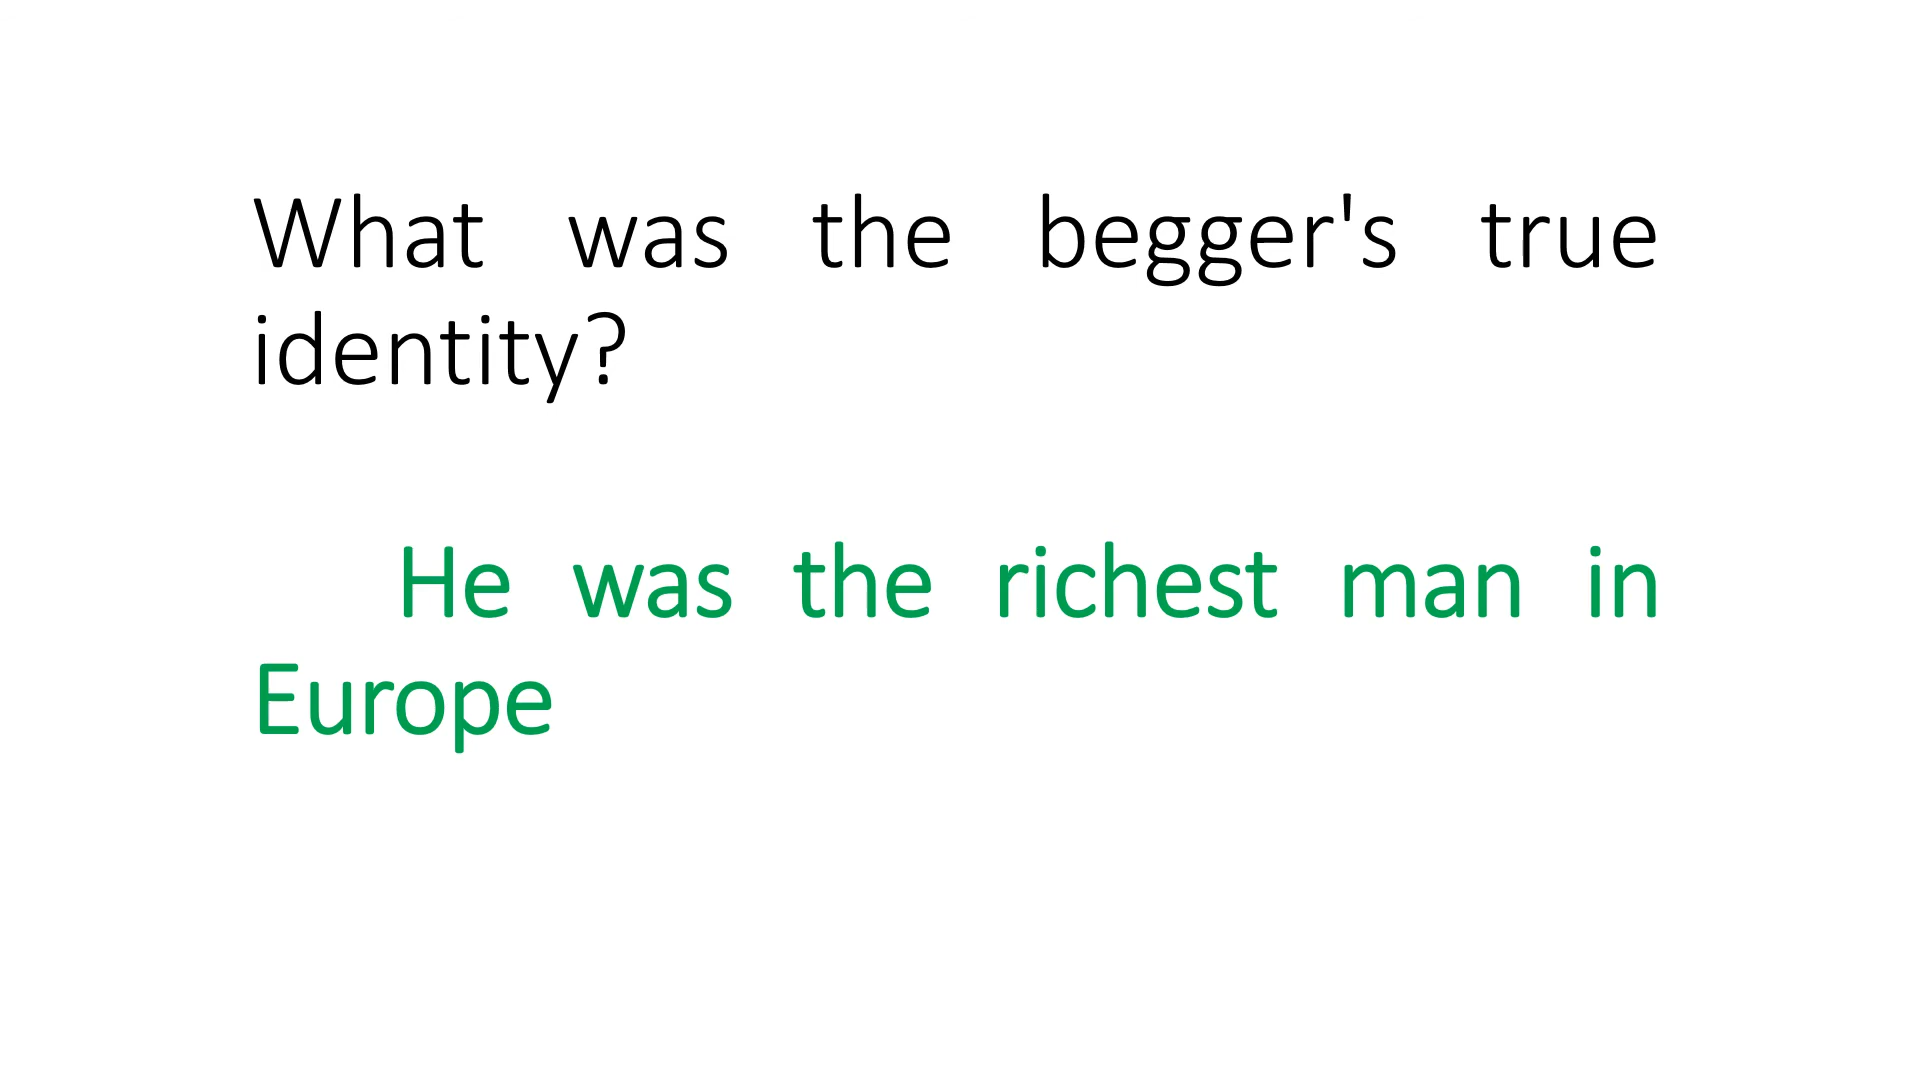 What was the begger's true
identity?
He was the richest man in
Europe